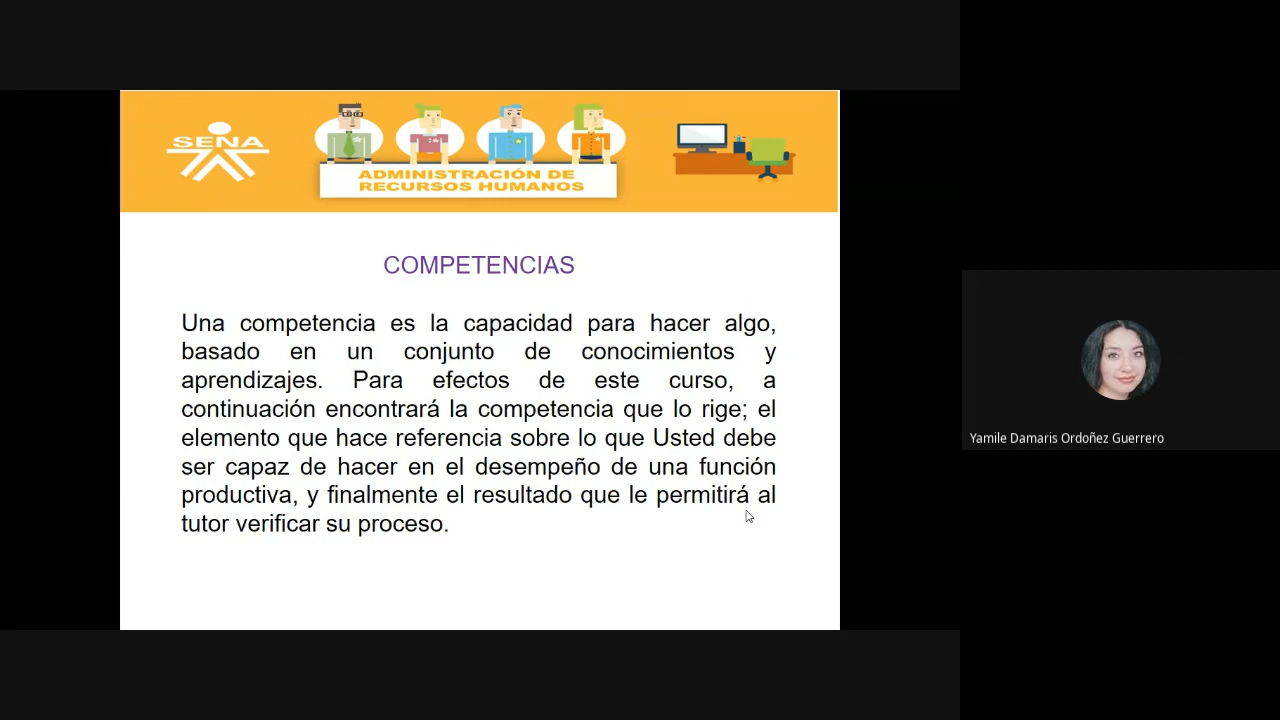 SENA
ADMINISTRACIÓN DE
RECURSOS HUMANOS
COMPETENCIAS
Una competencia es la capacidad para hacer algo,
basado en un conjunto de conocimientos y
aprendizajes. Para efectos de este curso, a
continuación encontrará la competencia que lo rige; el
elemento que hace referencia sobre lo que Usted debe
ser capaz de hacer en el desempeño de una función
productiva, y finalmente el resultado que le permitirá al
tutor verificar su proceso.
Yamile Damaris Ordoñez Guerrero